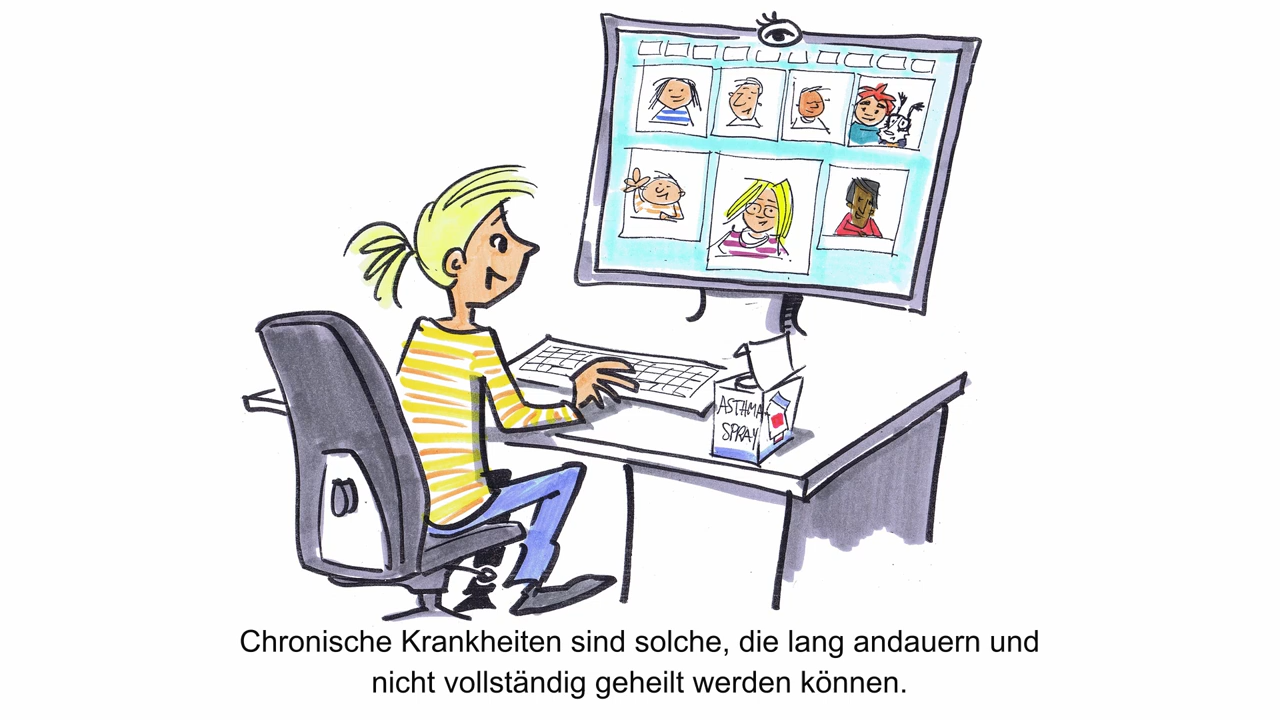 ASTHMA
SPRAY
Chronische Krankheiten sind solche, die lang andauern und
nicht vollständig geheilt werden können.